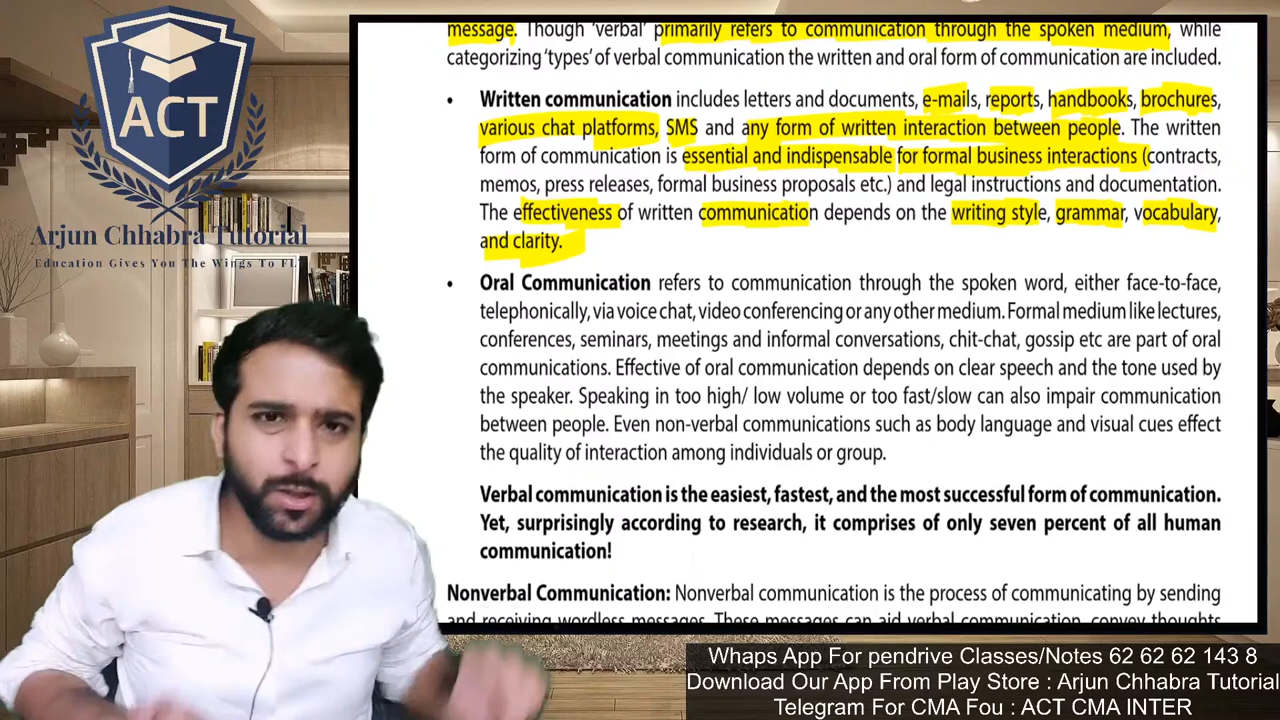 ACT
Arjun Chhabra Tutorial
Education Gives You The Wings To FL
message. Though 'verbal' primarily refers to communication through the spoken medium, while
categorizing 'types' of verbal communication the written and oral form of communication are included.
• Written communication includes letters and documents, e-mails, reports, handbooks, brochures,
various chat platforms, SMS and any form of written interaction between people. The written
form of communication is essential and indispensable for formal business interactions (contracts,
memos, press releases, formal business proposals etc.) and legal instructions and documentation.
The effectiveness of written communication depends on the writing style, grammar, vocabulary,
and clarity.
• Oral Communication refers to communication through the spoken word, either face-to-face,
telephonically, via voice chat, video conferencing or any other medium. Formal medium like lectures,
conferences, seminars, meetings and informal conversations, chit-chat, gossip etc are part of oral
communications. Effective of oral communication depends on clear speech and the tone used by
the speaker. Speaking in too high/ low volume or too fast/slow can also impair communication
between people. Even non-verbal communications such as body language and visual cues effect
the quality of interaction among individuals or group.
Verbal communication is the easiest, fastest, and the most successful form of communication.
Yet, surprisingly according to research, it comprises of only seven percent of all human
communication!
Nonverbal Communication: Nonverbal communication is the process of communicating by sending
and receiving wordless messages. These messages can aid verbal communication, convey thoughts
Whaps App For pendrive Classes/Notes 62 62 62 143 8
Download Our App From Play Store : Arjun Chhabra Tutorial
Telegram For CMA Fou : ACT CMA INTER